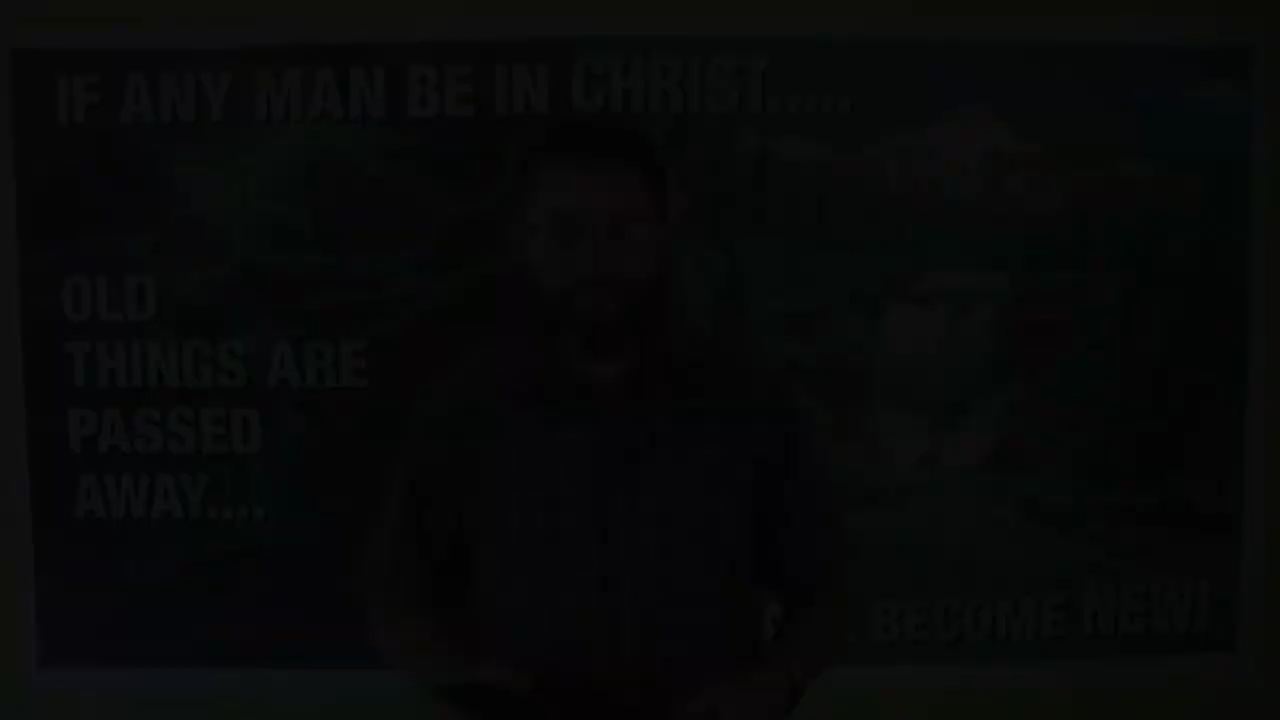 IF ANY MAN BE IN CHRIST......
OLD
THINGS ARE
PASSED
AWAY....
BECOME NEW!